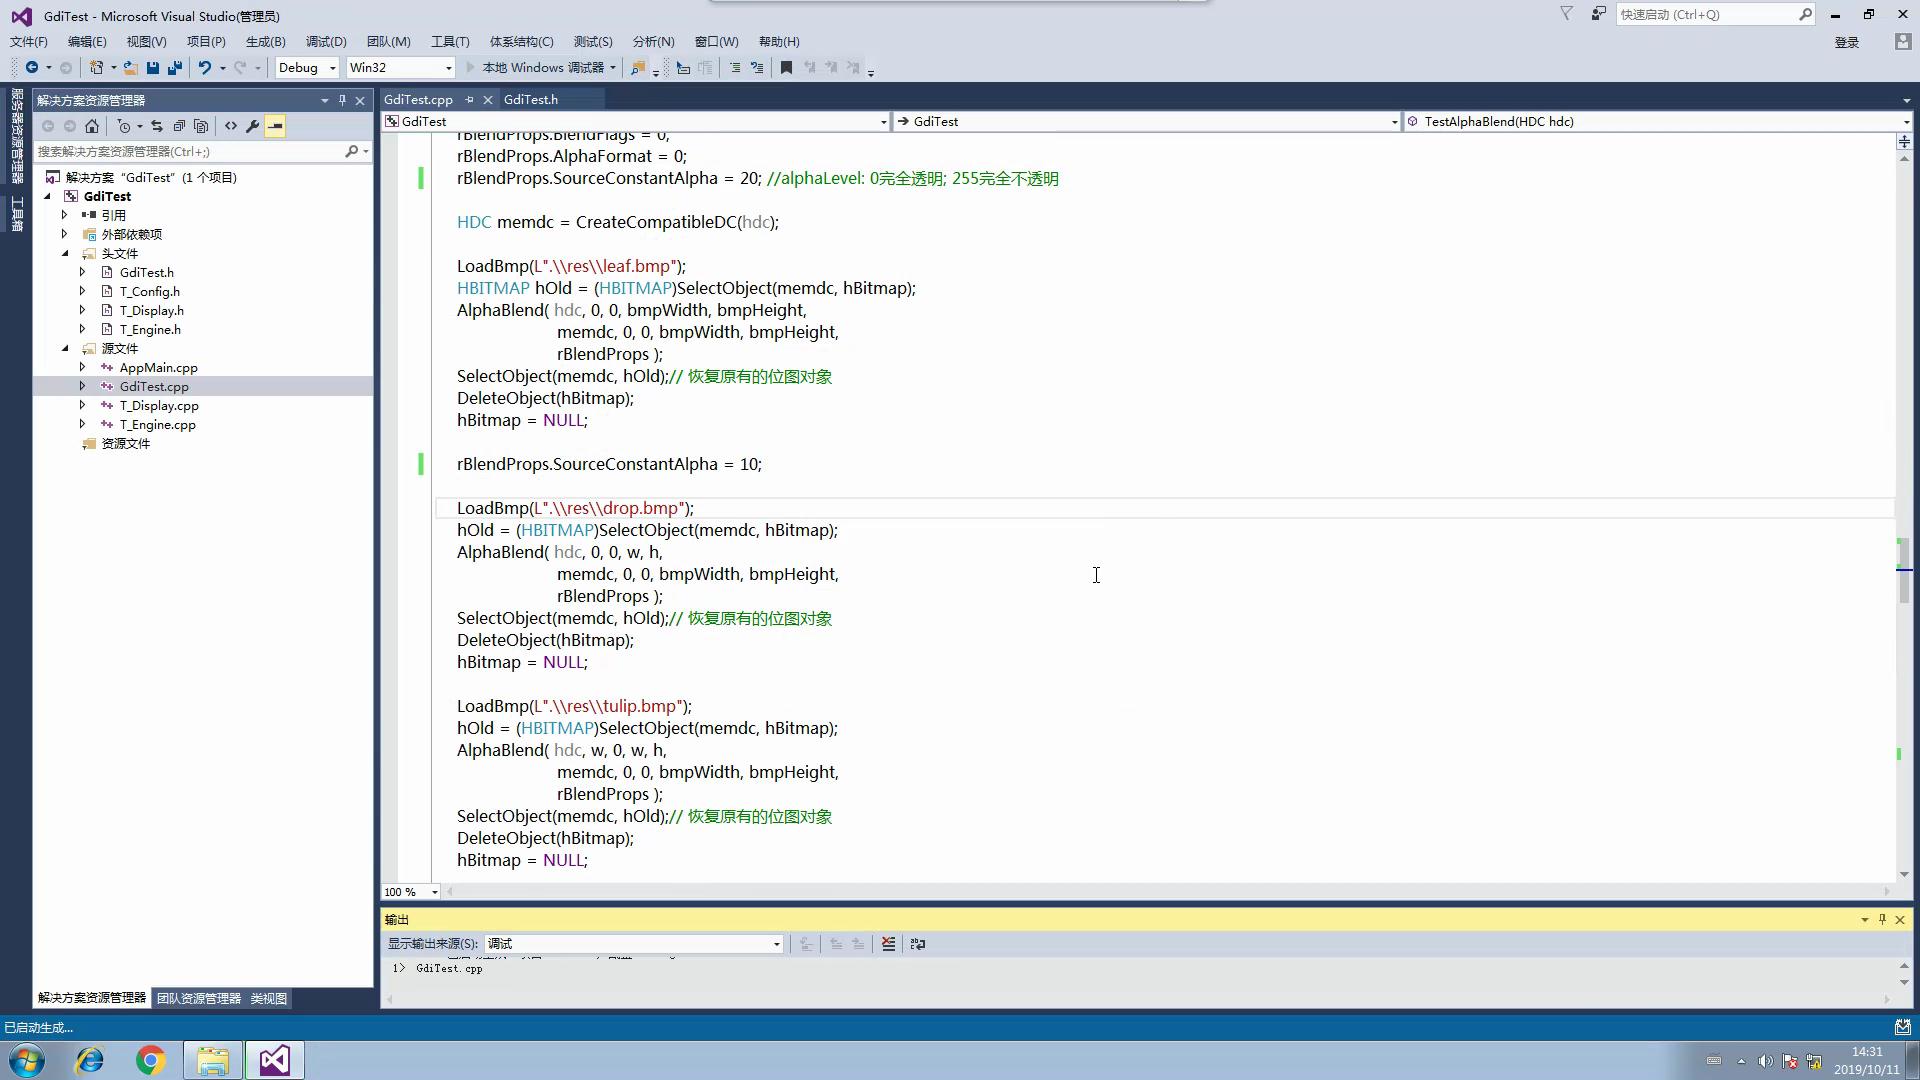 GdiTest - Microsoft Visual Studio(管理员)
快速启动 (Ctrl+Q)
文件(F) 编辑(E) 视图(V) 项目(P) 生成(B) 调试(D) 团队(M) 工具(T) 体系结构(C) 测试(S) 分析(N) 窗口(W) 帮助(H)
登录
Debug Win32 本地 Windows 调试器
服务器资源管理器
工具箱
解决方案资源管理器
搜索解决方案资源管理器(Ctrl+;)
解决方案 "GdiTest" (1 个项目)
GdiTest
引用
外部依赖项
头文件
GdiTest.h
T_Config.h
T_Display.h
T_Engine.h
源文件
AppMain.cpp
GdiTest.cpp
T_Display.cpp
T_Engine.cpp
资源文件
解决方案资源管理器 团队资源管理器 类视图
GdiTest.cpp GdiTest.h
GdiTest GdiTest TestAlphaBlend(HDC hdc)
rBlendProps.BlendFlags = 0;
rBlendProps.AlphaFormat = 0;
rBlendProps.SourceConstantAlpha = 20; //alphaLevel: 0完全透明; 255完全不透明
HDC memdc = CreateCompatibleDC(hdc);
LoadBmp(L".\\res\\leaf.bmp");
HBITMAP hOld = (HBITMAP)SelectObject(memdc, hBitmap);
AlphaBlend( hdc, 0, 0, bmpWidth, bmpHeight,
memdc, 0, 0, bmpWidth, bmpHeight,
rBlendProps );
SelectObject(memdc, hOld);// 恢复原有的位图对象
DeleteObject(hBitmap);
hBitmap = NULL;
rBlendProps.SourceConstantAlpha = 10;
LoadBmp(L".\\res\\drop.bmp");
hOld = (HBITMAP)SelectObject(memdc, hBitmap);
AlphaBlend( hdc, 0, 0, w, h,
memdc, 0, 0, bmpWidth, bmpHeight,
rBlendProps );
SelectObject(memdc, hOld);// 恢复原有的位图对象
DeleteObject(hBitmap);
hBitmap = NULL;
LoadBmp(L".\\res\\tulip.bmp");
hOld = (HBITMAP)SelectObject(memdc, hBitmap);
AlphaBlend( hdc, w, 0, w, h,
memdc, 0, 0, bmpWidth, bmpHeight,
rBlendProps );
SelectObject(memdc, hOld);// 恢复原有的位图对象
DeleteObject(hBitmap);
hBitmap = NULL;
100 %
输出
显示输出来源(S): 调试
1> GdiTest.cpp
已启动生成...
14:31
2019/10/11